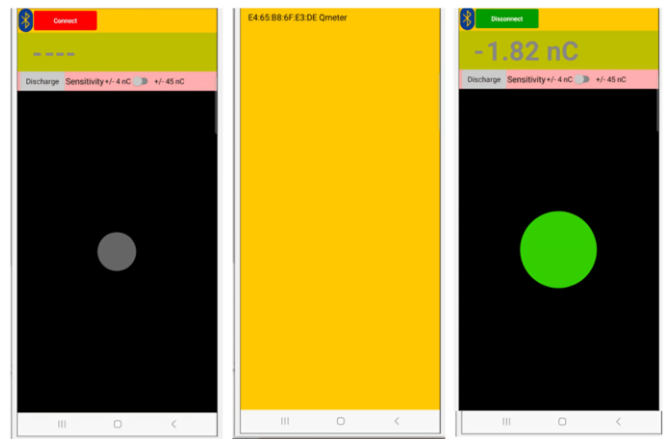 Connect
----
Discharge Sensitivity +/- 4 nC +/- 45 nC
E4:65:B8:6F:E3:DE Qmeter
Disconnect
-1.82 nC
Discharge Sensitivity +/- 4 nC +/- 45 nC